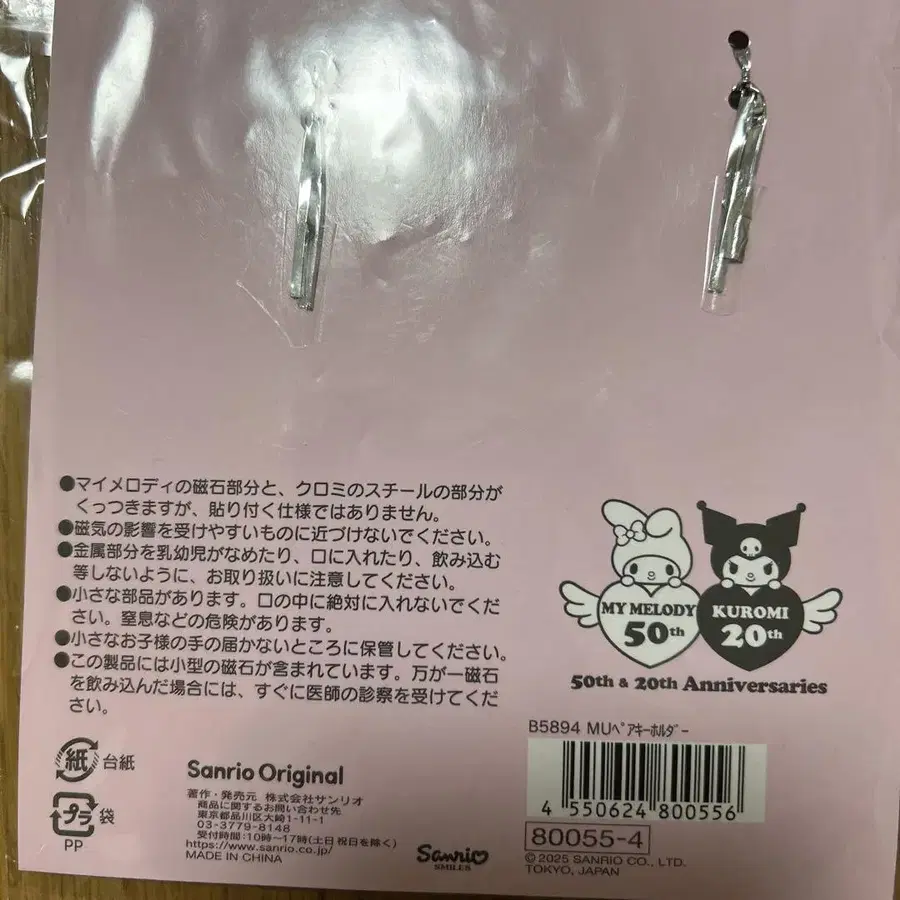 ●マイメロディの磁石部分と、クロミのスチールの部分が
くっつきますが、貼り付く仕様ではありません。
●磁気の影響を受けやすいものに近づけないでください。
●金属部分を乳幼児がなめたり、口に入れたり、飲み込む
等しないように、お取り扱いに注意してください。
●小さな部品があります。口の中に絶対に入れないでくだ
さい。窒息などの危険があります。
●小さなお子様の手の届かないところに保管してください。
●この製品には小型の磁石が含まれています。万が一磁石
を飲み込んだ場合には、すぐに医師の診察を受けてくだ
さい。
MY MELODY
50th
KUROMI
20th
50th & 20th Anniversaries
紙 台紙
プラ 袋
PP
Sanrio Original
著作・発売元 株式会社サンリオ
商品に関するお問い合わせ先
東京都品川区大崎1-11-1
03-3779-8148
受付時間:10時〜17時(土日祝日を除く)
https://www.sanrio.co.jp/
MADE IN CHINA
Sanrio
SMILES
B5894 MUペアキーホルダー
4 550624 800556
80055-4
© 2025 SANRIO CO., LTD.
TOKYO, JAPAN